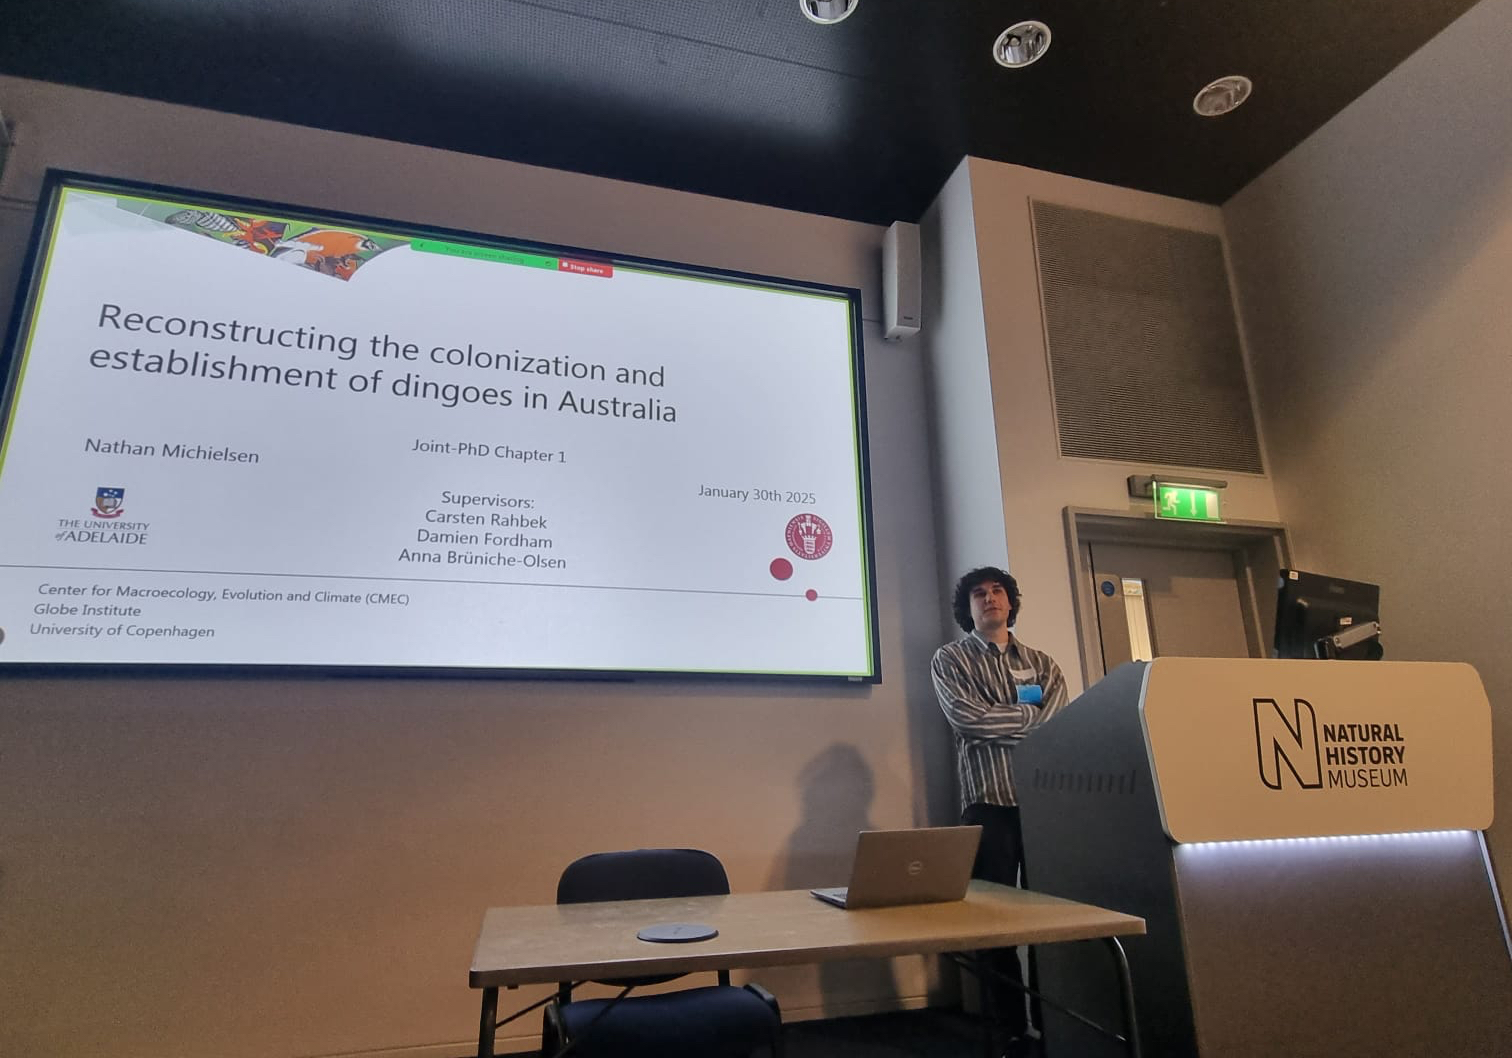 Stop share
Reconstructing the colonization and
establishment of dingoes in Australia
Nathan Michielsen
Joint-PhD Chapter 1
January 30th 2025
Supervisors:
Carsten Rahbek
Damien Fordham
Anna Brüniche-Olsen
THE UNIVERSITY
of ADELAIDE
Center for Macroecology, Evolution and Climate (CMEC)
Globe Institute
University of Copenhagen
NATURAL
HISTORY
MUSEUM
DELL